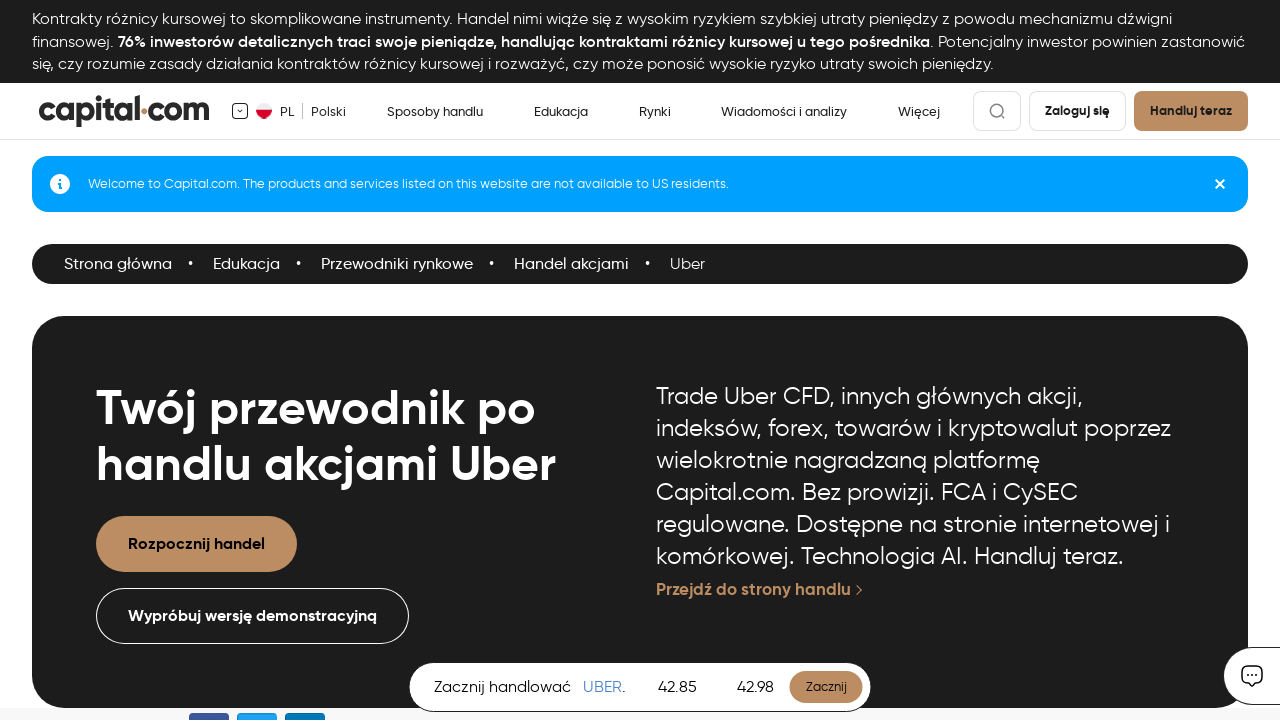 Kontrakty różnicy kursowej to skomplikowane instrumenty. Handel nimi wiąże się z wysokim ryzykiem szybkiej utraty pieniędzy z powodu mechanizmu dźwigni
finansowej. 76% inwestorów detalicznych traci swoje pieniądze, handlując kontraktami różnicy kursowej u tego pośrednika. Potencjalny inwestor powinien zastanowić
się, czy rozumie zasady działania kontraktów różnicy kursowej i rozważyć, czy może ponosić wysokie ryzyko utraty swoich pieniędzy.
capital.com PL Polski Sposoby handlu Edukacja Rynki Wiadomości i analizy Więcej Zaloguj się Handluj teraz
Welcome to Capital.com. The products and services listed on this website are not available to US residents.
Strona główna • Edukacja • Przewodniki rynkowe • Handel akcjami • Uber
Twój przewodnik po
handlu akcjami Uber
Rozpocznij handel
Wypróbuj wersję demonstracyjną
Trade Uber CFD, innych głównych akcji,
indeksów, forex, towarów i kryptowalut poprzez
wielokrotnie nagradzaną platformę
Capital.com. Bez prowizji. FCA i CySEC
regulowane. Dostępne na stronie internetowej i
komórkowej. Technologia AI. Handluj teraz.
Przejdź do strony handlu
Zacznij handlować UBER. 42.85 42.98 Zacznij